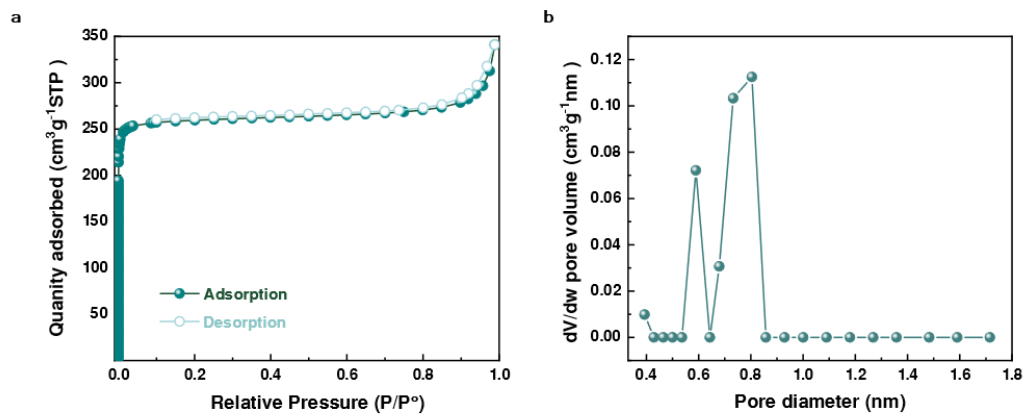 a
350
300
250
200
150
100
50
Quanity adsorbed (cm³g⁻¹STP )
Adsorption
Desorption
0.0 0.2 0.4 0.6 0.8 1.0
Relative Pressure (P/P°)
b
0.12
0.10
0.08
0.06
0.04
0.02
0.00
dV/dw pore volume (cm³g⁻¹nm)
0.4 0.6 0.8 1.0 1.2 1.4 1.6 1.8
Pore diameter (nm)